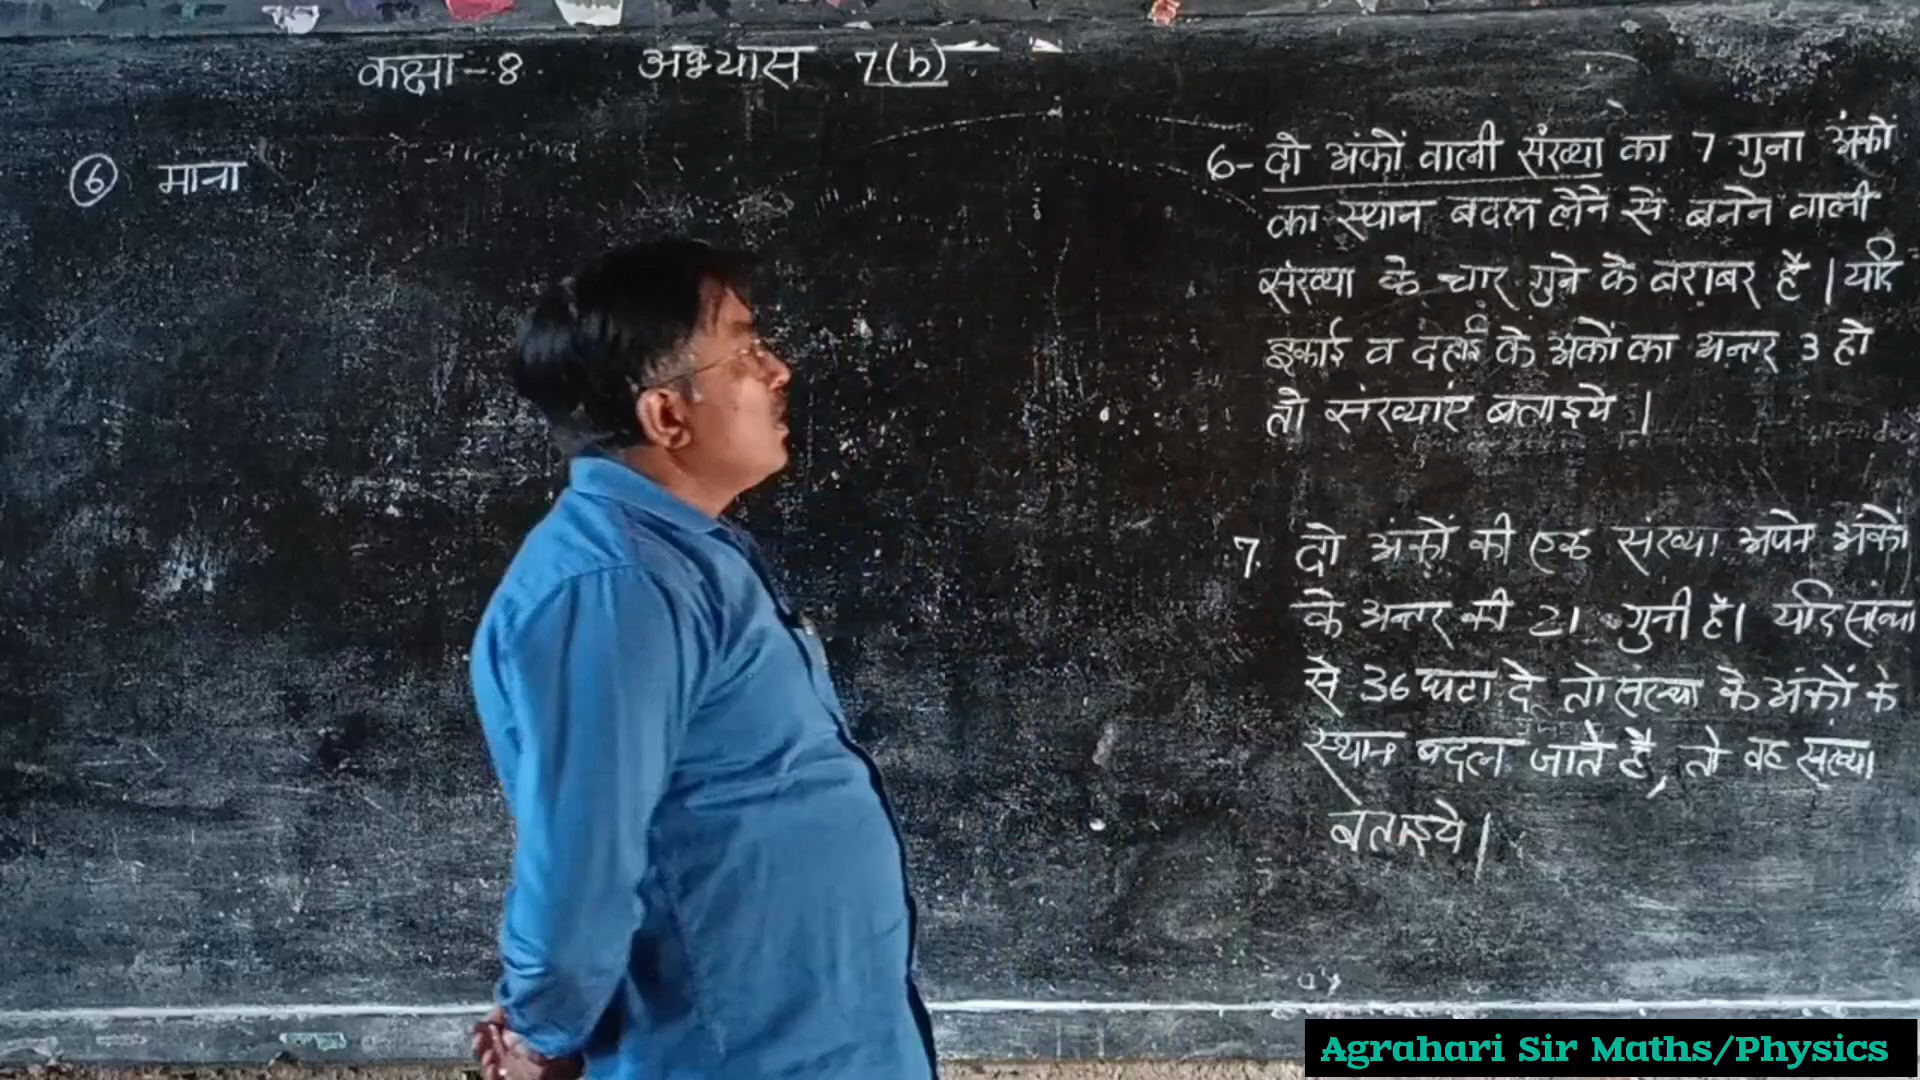 कक्षा-8 अभ्यास 7(b)
⑥ माना
6- दो अंकों वाली संख्या का 7 गुना अंकों
का स्थान बदल लेने से बनने वाली
संख्या के चार गुने के बराबर है | यदि
इकाई व दहाई के अंकों का अन्तर 3 हो
तो संख्याएं बताइये |
7. दो अंकों की एक संख्या अपने अंकों
के अन्तर की 21 गुनी है। यदि संख्या
से 36 घटा दे तो संख्या के अंकों के
स्थान बदल जाते है, तो वह संख्या
बताइये |
Agrahari Sir Maths/Physics